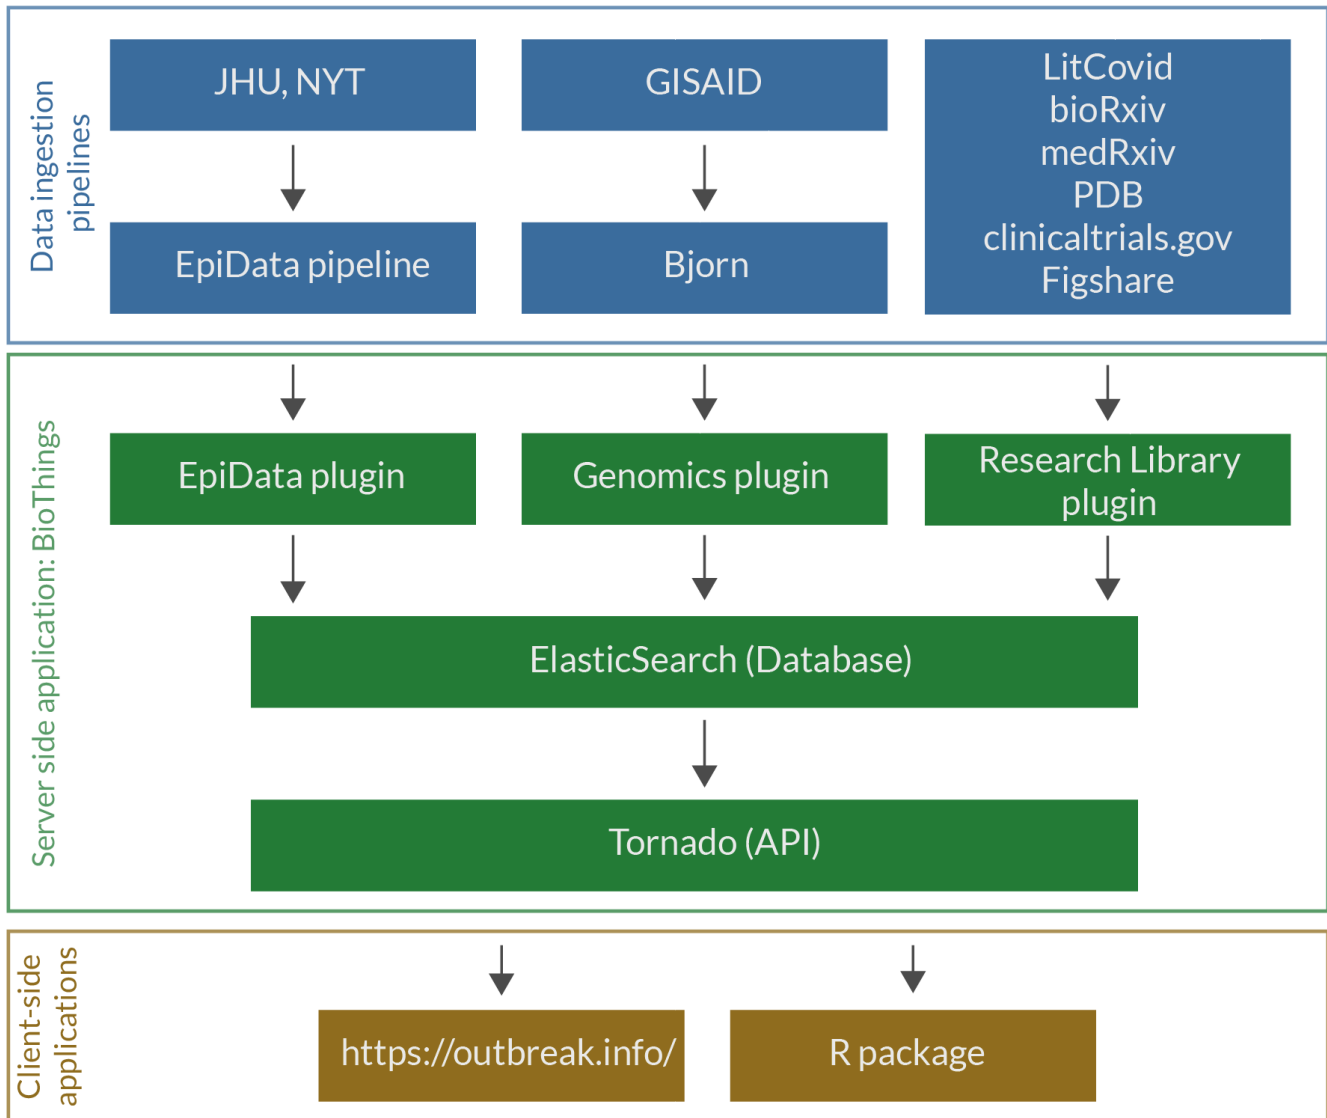 Data ingestion
pipelines
JHU, NYT
GISAID
LitCovid
bioRxiv
medRxiv
PDB
clinicaltrials.gov
Figshare
EpiData pipeline
Bjorn
Server side application: BioThings
EpiData plugin
Genomics plugin
Research Library
plugin
ElasticSearch (Database)
Tornado (API)
Client-side
applications
https://outbreak.info/
R package